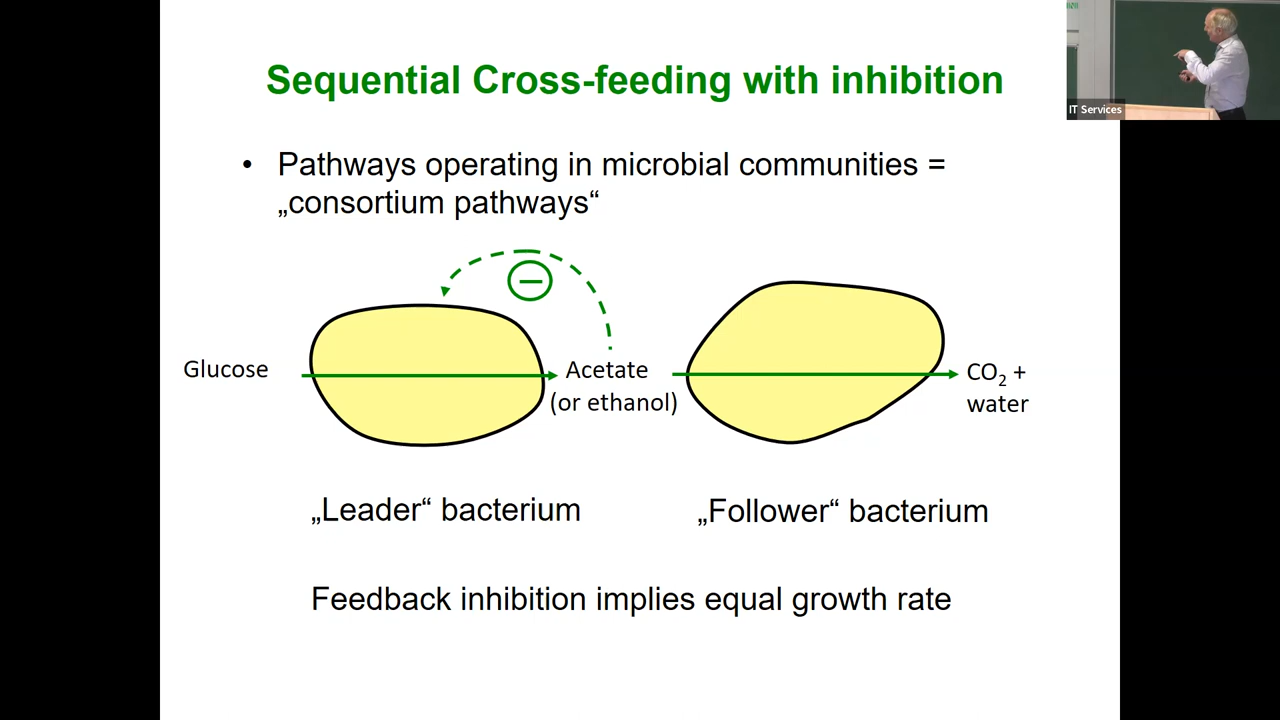 Sequential Cross-feeding with inhibition
• Pathways operating in microbial communities =
„consortium pathways“
−
Glucose
Acetate
(or ethanol)
CO₂ +
water
„Leader“ bacterium
„Follower“ bacterium
Feedback inhibition implies equal growth rate
IT Services